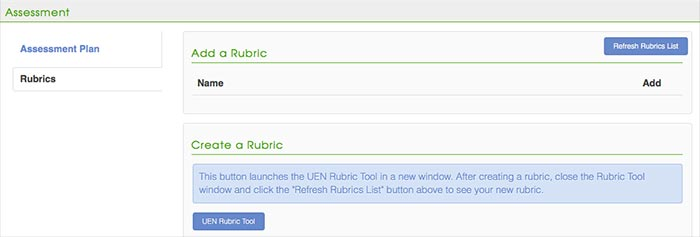 Assessment
Assessment Plan
Rubrics
Add a Rubric
Refresh Rubrics List
Name Add
Create a Rubric
This button launches the UEN Rubric Tool in a new window. After creating a rubric, close the Rubric Tool
window and click the "Refresh Rubrics List" button above to see your new rubric.
UEN Rubric Tool